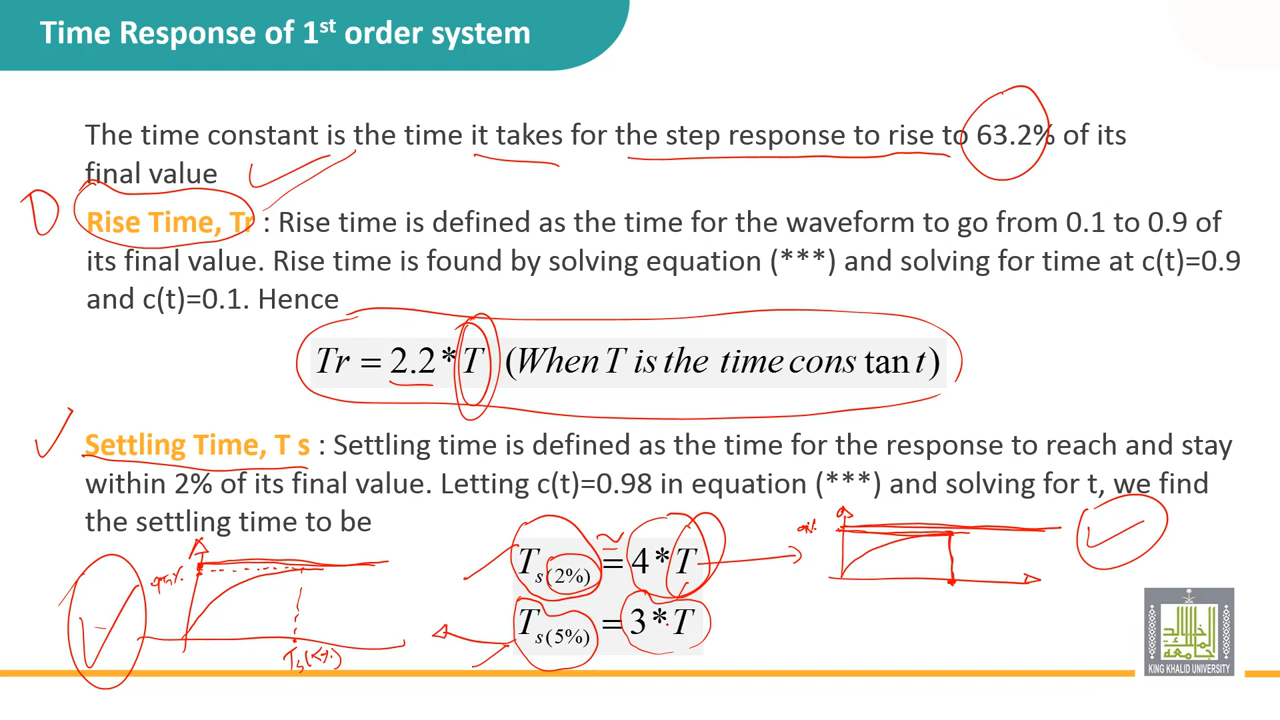 Time Response of 1st order system
The time constant is the time it takes for the step response to rise to 63.2% of its
final value
Rise Time, Tr : Rise time is defined as the time for the waveform to go from 0.1 to 0.9 of
its final value. Rise time is found by solving equation (***) and solving for time at c(t)=0.9
and c(t)=0.1. Hence
Tr = 2.2 * T (When T is the time cons tan t)
Settling Time, T s : Settling time is defined as the time for the response to reach and stay
within 2% of its final value. Letting c(t)=0.98 in equation (***) and solving for t, we find
the settling time to be
Ts(2%) ≅ 4 * T
Ts(5%) = 3 * T
95%
جامعة الملك خالد
KING KHALID UNIVERSITY